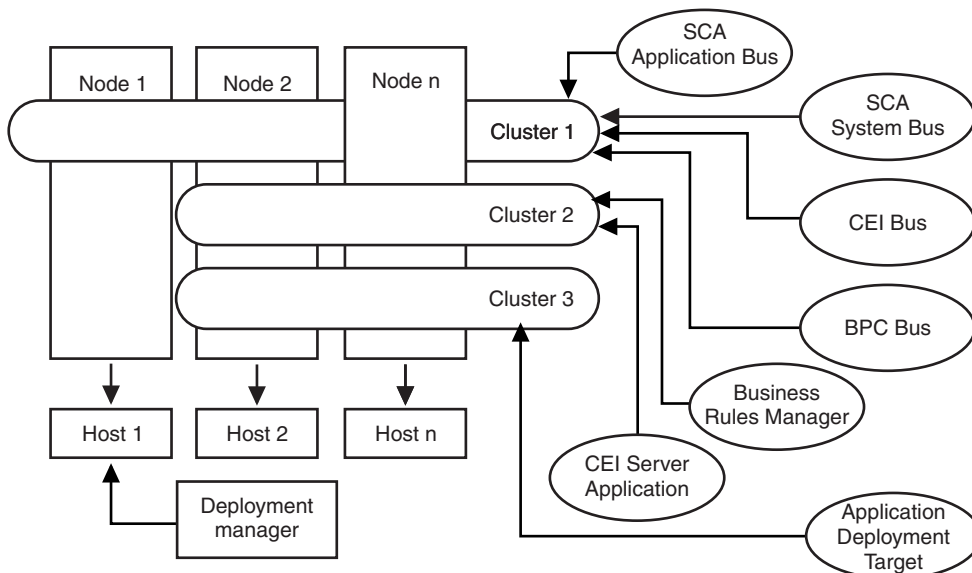 SCA
Application Bus
Node 1
Node 2
Node n
SCA
System Bus
Cluster 1
Cluster 2
CEI Bus
Cluster 3
BPC Bus
Business
Rules Manager
Host 1
Host 2
Host n
CEI Server
Application
Deployment
manager
Application
Deployment
Target